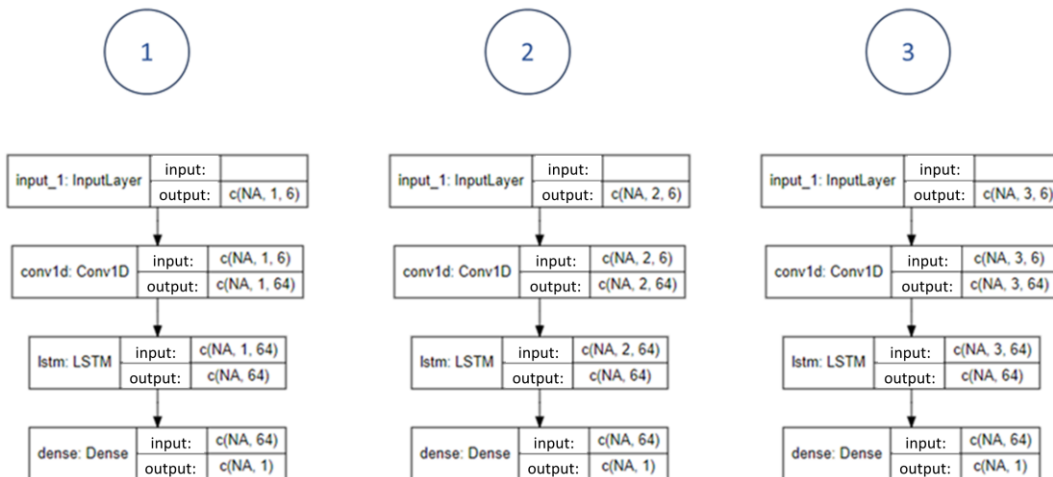 1
input_1: InputLayer
input:
output:
c(NA, 1, 6)
conv1d: Conv1D
input:
c(NA, 1, 6)
output:
c(NA, 1, 64)
lstm: LSTM
input:
c(NA, 1, 64)
output:
c(NA, 64)
dense: Dense
input:
c(NA, 64)
output:
c(NA, 1)
2
input_1: InputLayer
input:
output:
c(NA, 2, 6)
conv1d: Conv1D
input:
c(NA, 2, 6)
output:
c(NA, 2, 64)
lstm: LSTM
input:
c(NA, 2, 64)
output:
c(NA, 64)
dense: Dense
input:
c(NA, 64)
output:
c(NA, 1)
3
input_1: InputLayer
input:
output:
c(NA, 3, 6)
conv1d: Conv1D
input:
c(NA, 3, 6)
output:
c(NA, 3, 64)
lstm: LSTM
input:
c(NA, 3, 64)
output:
c(NA, 64)
dense: Dense
input:
c(NA, 64)
output:
c(NA, 1)